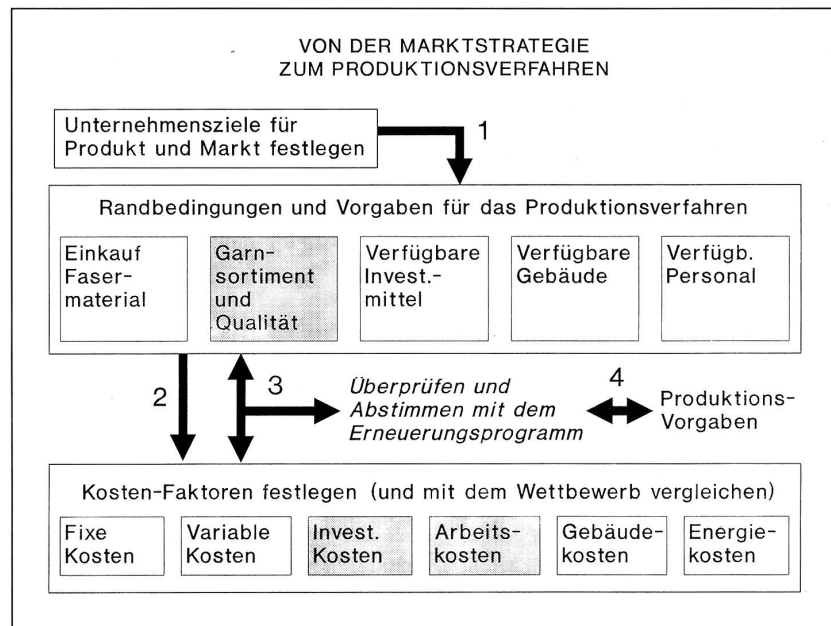 VON DER MARKTSTRATEGIE
ZUM PRODUKTIONSVERFAHREN
Unternehmensziele für
Produkt und Markt festlegen
1
Randbedingungen und Vorgaben für das Produktionsverfahren
Einkauf
Faser-
material
Garn-
sortiment
und
Qualität
Verfügbare
Invest.-
mittel
Verfügbare
Gebäude
Verfügb.
Personal
2
3
Überprüfen und
Abstimmen mit dem
Erneuerungsprogramm
4
Produktions-
Vorgaben
Kosten-Faktoren festlegen (und mit dem Wettbewerb vergleichen)
Fixe
Kosten
Variable
Kosten
Invest.
Kosten
Arbeits-
kosten
Gebäude-
kosten
Energie-
kosten